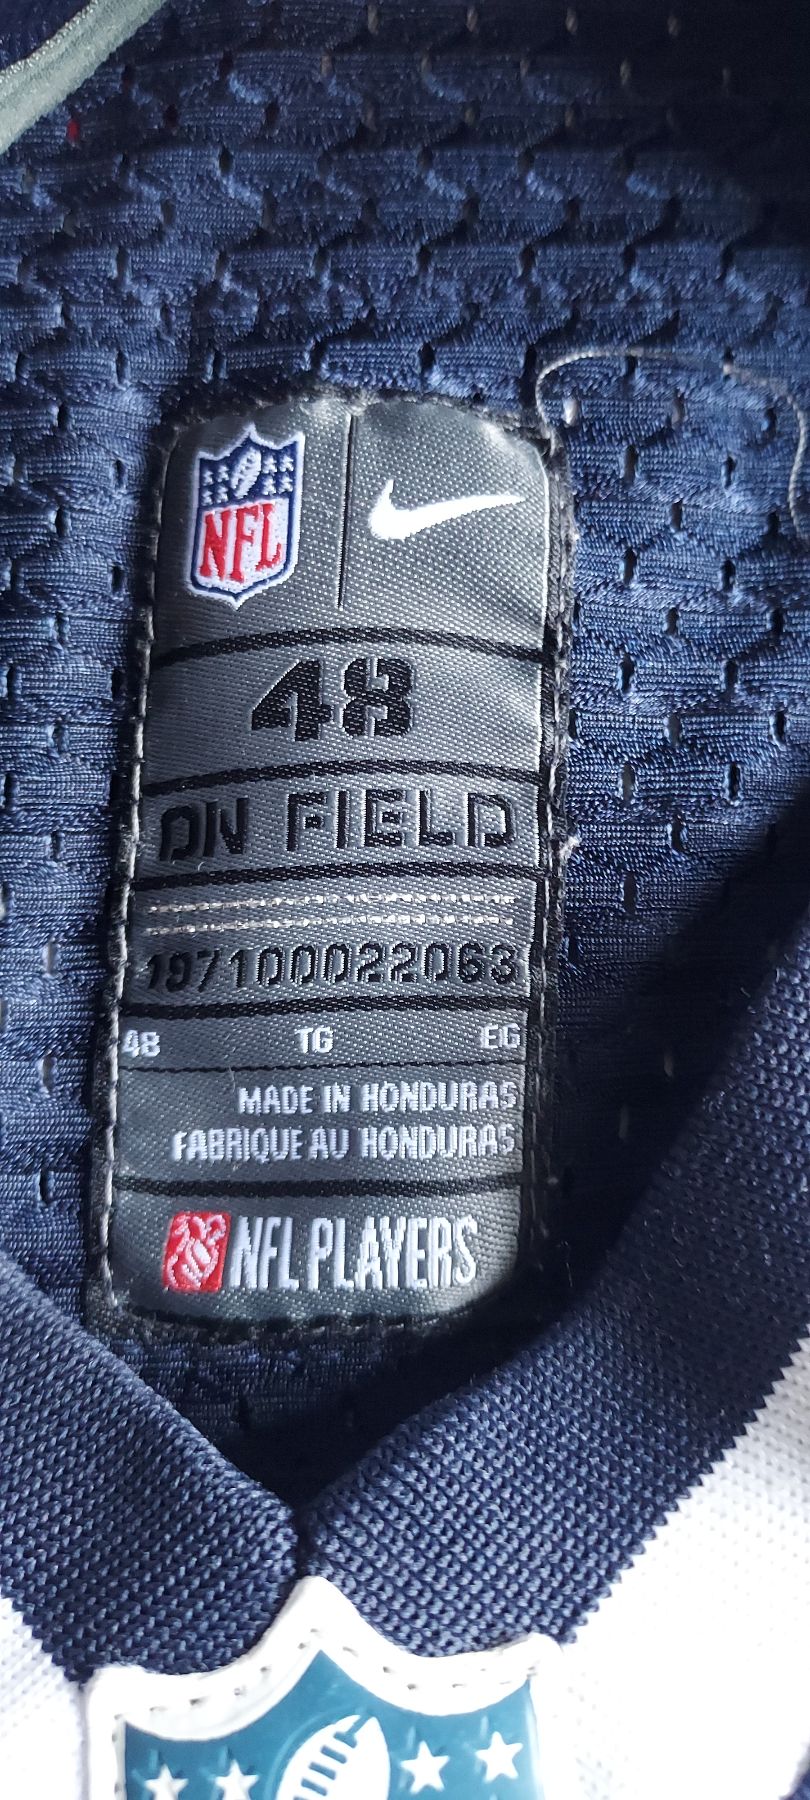 NFL
48
ON FIELD
197100022063
48 TG EG
MADE IN HONDURAS
FABRIQUE AU HONDURAS
NFL PLAYERS